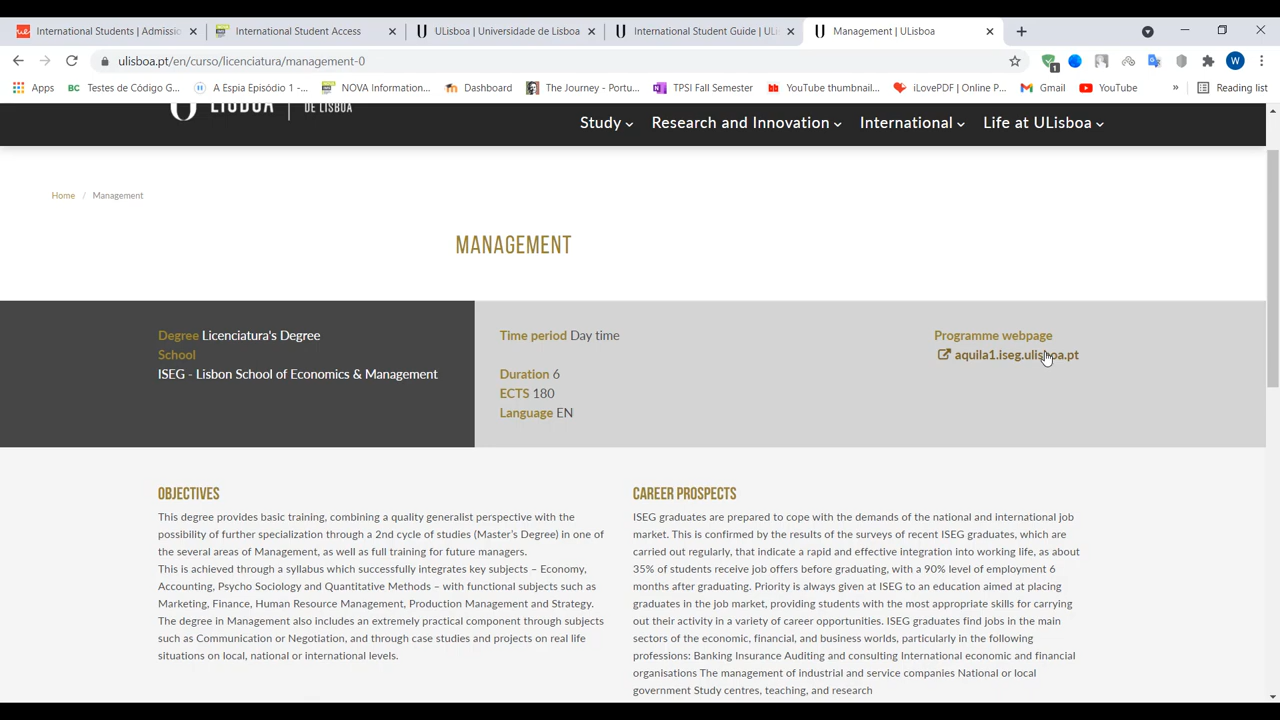 International Students | Admissic
International Student Access
ULisboa | Universidade de Lisboa
International Student Guide | ULi
Management | ULisboa
ulisboa.pt/en/curso/licenciatura/management-0
1
W
Apps
BC Testes de Código G...
A Espia Episódio 1 -...
NOVA Information...
Dashboard
The Journey - Portu...
TPSI Fall Semester
YouTube thumbnail...
iLovePDF | Online P...
Gmail
YouTube
»
Reading list
LISBOA | DE LISBOA
Study
Research and Innovation
International
Life at ULisboa
Home / Management
MANAGEMENT
Degree Licenciatura's Degree
School
ISEG - Lisbon School of Economics & Management
Time period Day time
Duration 6
ECTS 180
Language EN
Programme webpage
aquila1.iseg.ulisboa.pt
OBJECTIVES
This degree provides basic training, combining a quality generalist perspective with the
possibility of further specialization through a 2nd cycle of studies (Master's Degree) in one of
the several areas of Management, as well as full training for future managers.
This is achieved through a syllabus which successfully integrates key subjects – Economy,
Accounting, Psycho Sociology and Quantitative Methods – with functional subjects such as
Marketing, Finance, Human Resource Management, Production Management and Strategy.
The degree in Management also includes an extremely practical component through subjects
such as Communication or Negotiation, and through case studies and projects on real life
situations on local, national or international levels.
CAREER PROSPECTS
ISEG graduates are prepared to cope with the demands of the national and international job
market. This is confirmed by the results of the surveys of recent ISEG graduates, which are
carried out regularly, that indicate a rapid and effective integration into working life, as about
35% of students receive job offers before graduating, with a 90% level of employment 6
months after graduating. Priority is always given at ISEG to an education aimed at placing
graduates in the job market, providing students with the most appropriate skills for carrying
out their activity in a variety of career opportunities. ISEG graduates find jobs in the main
sectors of the economic, financial, and business worlds, particularly in the following
professions: Banking Insurance Auditing and consulting International economic and financial
organisations The management of industrial and service companies National or local
government Study centres, teaching, and research